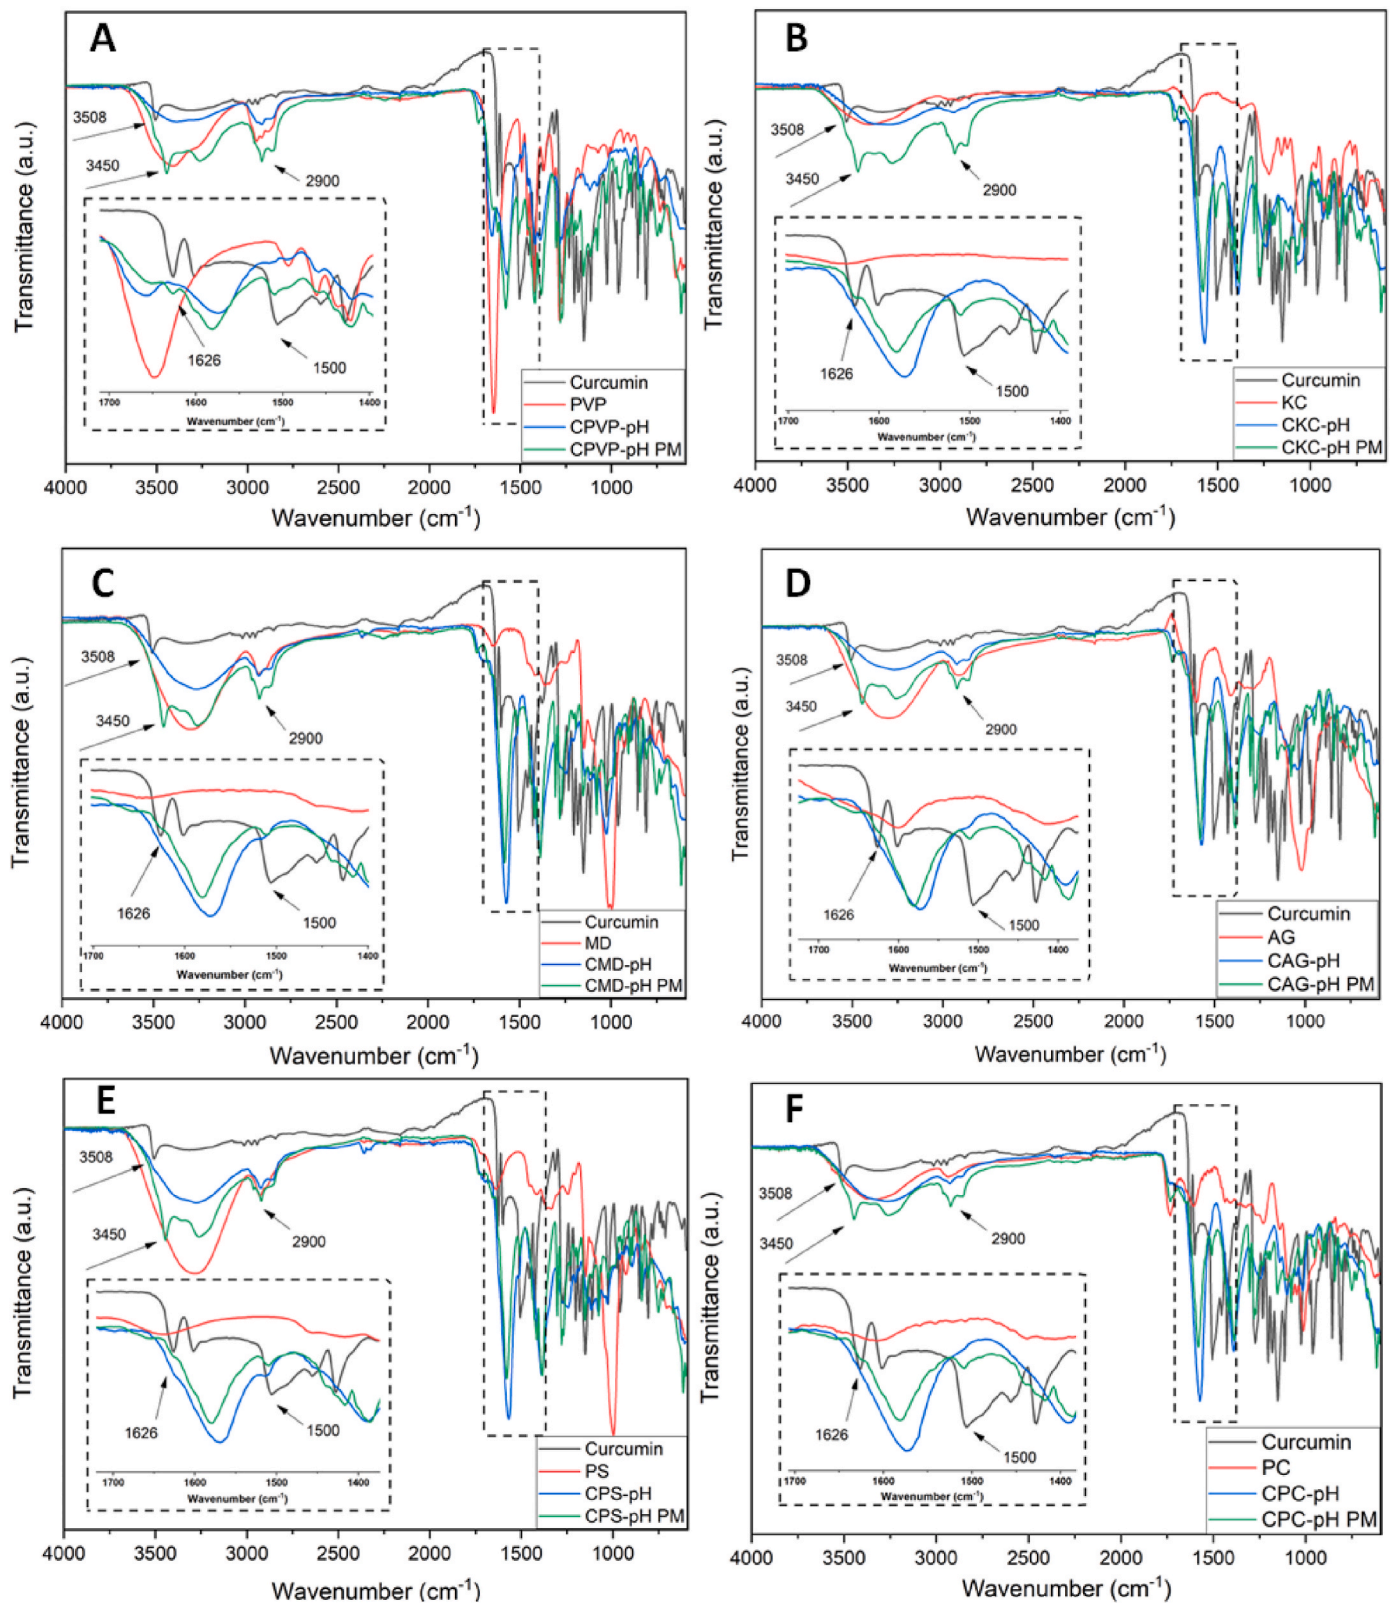 A
3508
3450
2900
1626
1500
1700 1600 1500 1400
Wavenumber (cm-1)
Curcumin
PVP
CPVP-pH
CPVP-pH PM
Transmittance (a.u.)
4000 3500 3000 2500 2000 1500 1000
Wavenumber (cm-1)
B
3508
3450
2900
1626
1500
1700 1600 1500 1400
Wavenumber (cm-1)
Curcumin
KC
CKC-pH
CKC-pH PM
Transmittance (a.u.)
4000 3500 3000 2500 2000 1500 1000
Wavenumber (cm-1)
C
3508
3450
2900
1626
1500
1700 1600 1500 1400
Wavenumber (cm-1)
Curcumin
MD
CMD-pH
CMD-pH PM
Transmittance (a.u.)
4000 3500 3000 2500 2000 1500 1000
Wavenumber (cm-1)
D
3508
3450
2900
1626
1500
1700 1600 1500 1400
Wavenumber (cm-1)
Curcumin
AG
CAG-pH
CAG-pH PM
Transmittance (a.u.)
4000 3500 3000 2500 2000 1500 1000
Wavenumber (cm-1)
E
3508
3450
2900
1626
1500
1700 1600 1500 1400
Wavenumber (cm-1)
Curcumin
PS
CPS-pH
CPS-pH PM
Transmittance (a.u.)
4000 3500 3000 2500 2000 1500 1000
Wavenumber (cm-1)
F
3508
3450
2900
1626
1500
1700 1600 1500 1400
Wavenumber (cm-1)
Curcumin
PC
CPC-pH
CPC-pH PM
Transmittance (a.u.)
4000 3500 3000 2500 2000 1500 1000
Wavenumber (cm-1)